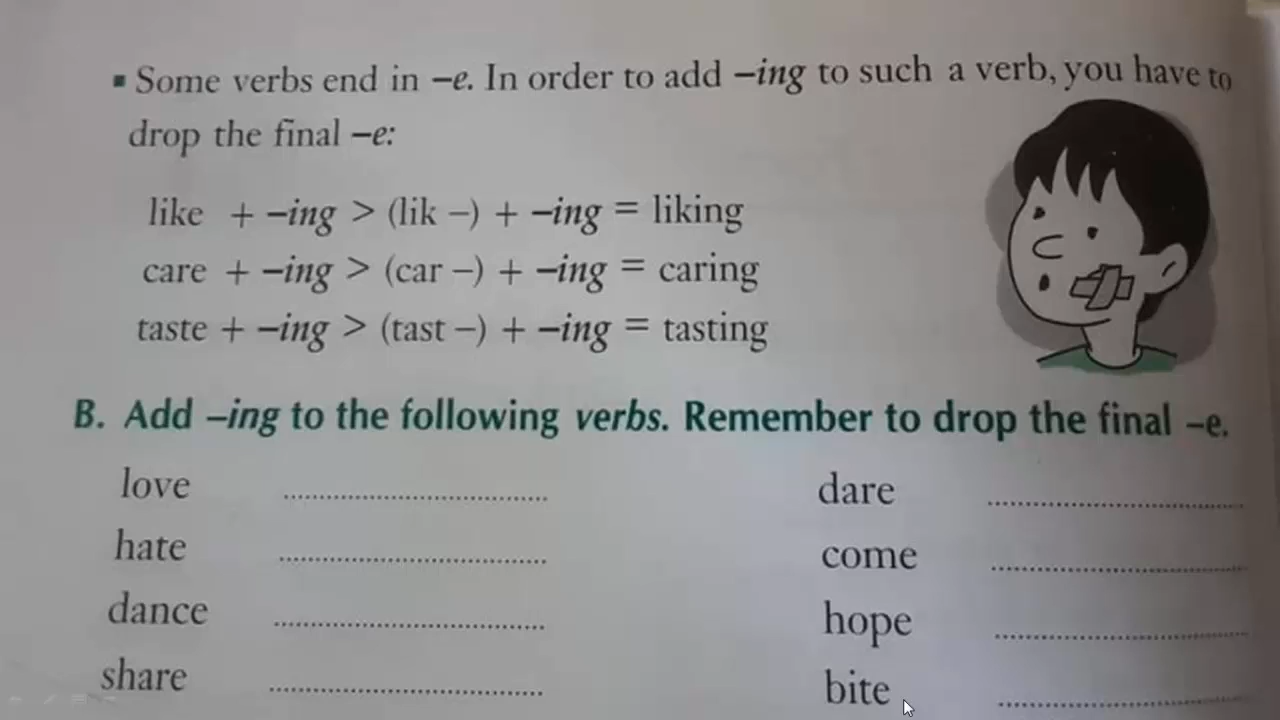 ▪ Some verbs end in –e. In order to add –ing to such a verb, you have to
drop the final –e:
like + –ing > (lik –) + –ing = liking
care + –ing > (car –) + –ing = caring
taste + –ing > (tast –) + –ing = tasting
B. Add –ing to the following verbs. Remember to drop the final –e.
love .............................. dare ..............................
hate .............................. come ..............................
dance .............................. hope ..............................
share .............................. bite ..............................